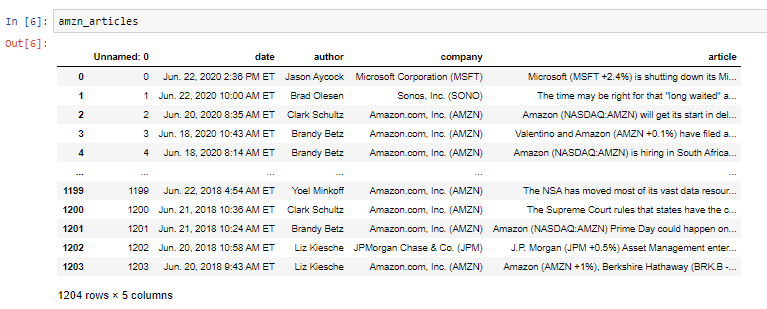 In [6]: amzn_articles
Out[6]:
Unnamed: 0 date author company article
0 0 Jun. 22, 2020 2:36 PM ET Jason Aycock Microsoft Corporation (MSFT) Microsoft (MSFT +2.4%) is shutting down its Mi...
1 1 Jun. 22, 2020 10:00 AM ET Brad Olesen Sonos, Inc. (SONO) The time may be right for that "long waited" a...
2 2 Jun. 20, 2020 8:35 AM ET Clark Schultz Amazon.com, Inc. (AMZN) Amazon (NASDAQ:AMZN) will get its start in del...
3 3 Jun. 18, 2020 10:43 AM ET Brandy Betz Amazon.com, Inc. (AMZN) Valentino and Amazon (AMZN +0.1%) have filed a...
4 4 Jun. 18, 2020 8:14 AM ET Brandy Betz Amazon.com, Inc. (AMZN) Amazon (NASDAQ:AMZN) is hiring in South Africa...
... ... ... ... ... ...
1199 1199 Jun. 22, 2018 4:54 AM ET Yoel Minkoff Amazon.com, Inc. (AMZN) The NSA has moved most of its vast data resour...
1200 1200 Jun. 21, 2018 10:36 AM ET Clark Schultz Amazon.com, Inc. (AMZN) The Supreme Court rules that states have the c...
1201 1201 Jun. 21, 2018 10:24 AM ET Brandy Betz Amazon.com, Inc. (AMZN) Amazon (NASDAQ:AMZN) Prime Day could happen on...
1202 1202 Jun. 20, 2018 10:58 AM ET Liz Kiesche JPMorgan Chase & Co. (JPM) J.P. Morgan (JPM +0.5%) Asset Management enter...
1203 1203 Jun. 20, 2018 9:43 AM ET Liz Kiesche Amazon.com, Inc. (AMZN) Amazon (AMZN +1%), Berkshire Hathaway (BRK.B -...
1204 rows × 5 columns